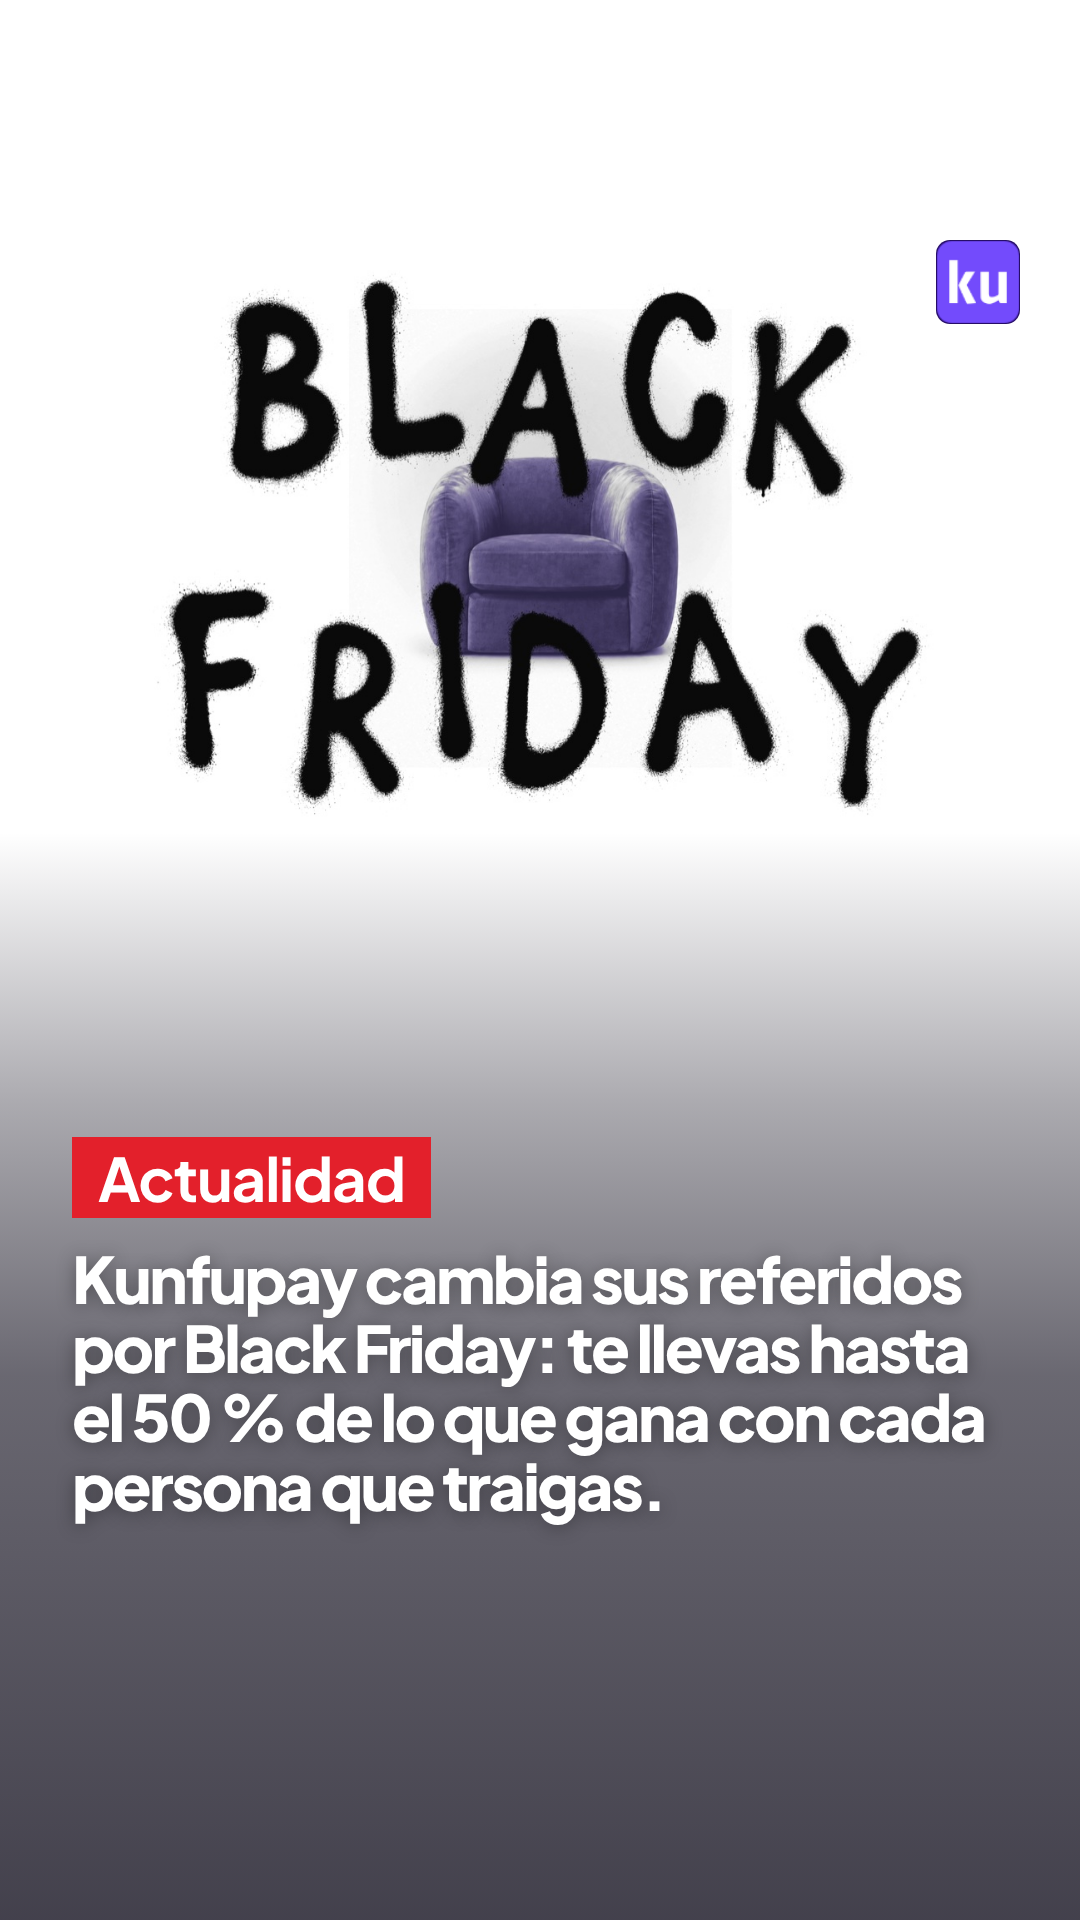 ku
BLACK
FRIDAY
Actualidad
Kunfupay cambia sus referidos
por Black Friday: te llevas hasta
el 50 % de lo que gana con cada
persona que traigas.